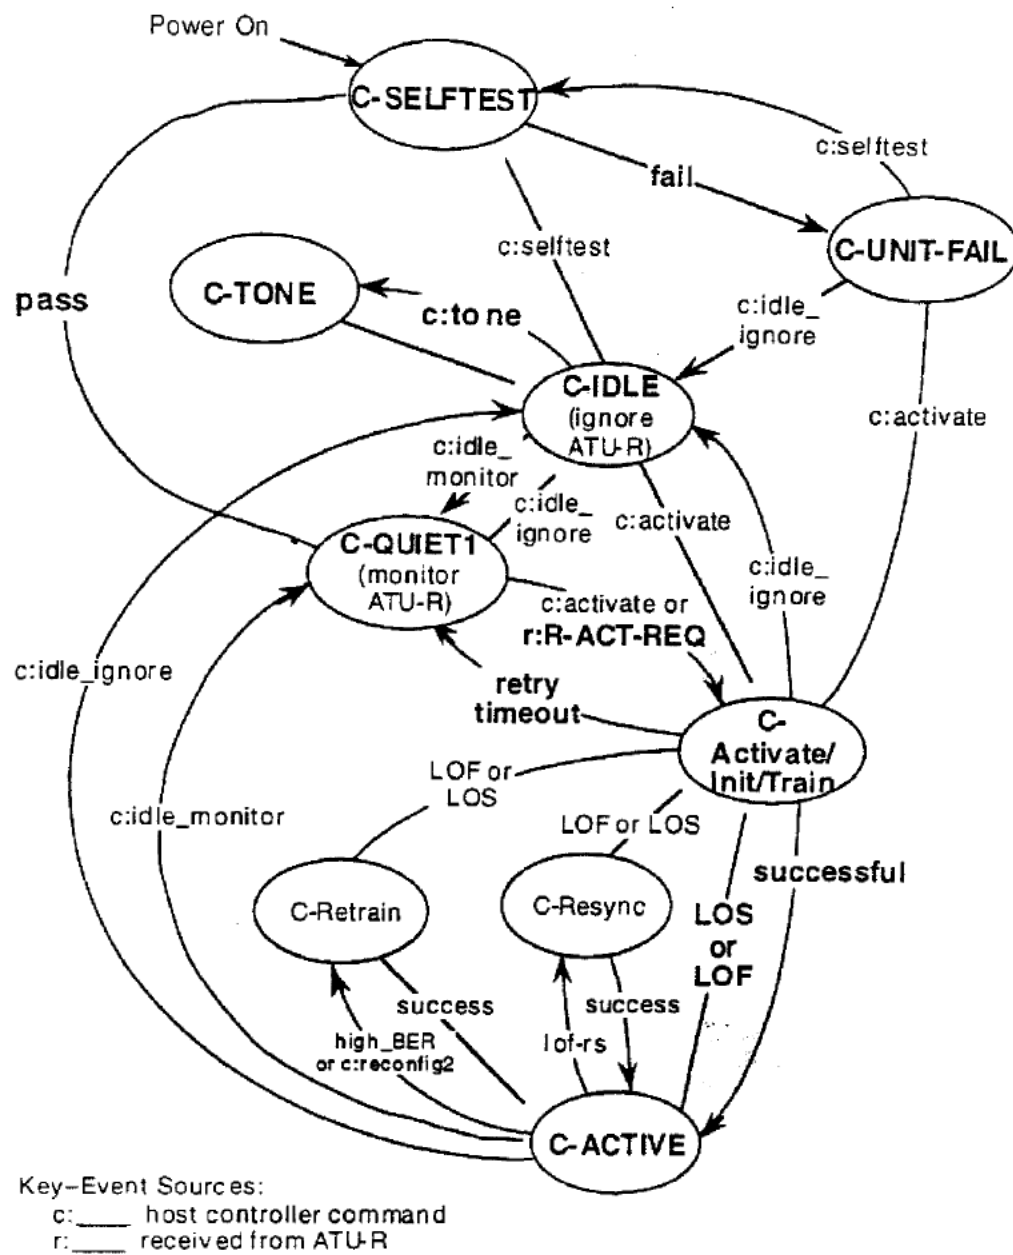 Power On
C-SELFTEST
c:selftest
fail
C-UNIT-FAIL
c:selftest
C-TONE
pass
c:tone
c:idle_
ignore
C-IDLE
(ignore
ATU-R)
c:activate
c:idle_
monitor
c:idle_
ignore
c:activate
C-QUIET1
(monitor
ATU-R)
c:idle_
ignore
c:activate or
r:R-ACT-REQ
c:idle_ignore
retry
timeout
C-
Activate/
Init/Train
LOF or
LOS
c:idle_monitor
LOF or LOS
successful
C-Retrain
C-Resync
LOS
or
LOF
success
success
high_BER
or c:reconfig2
lof-rs
C-ACTIVE
Key-Event Sources:
c:____ host controller command
r:____ received from ATU-R